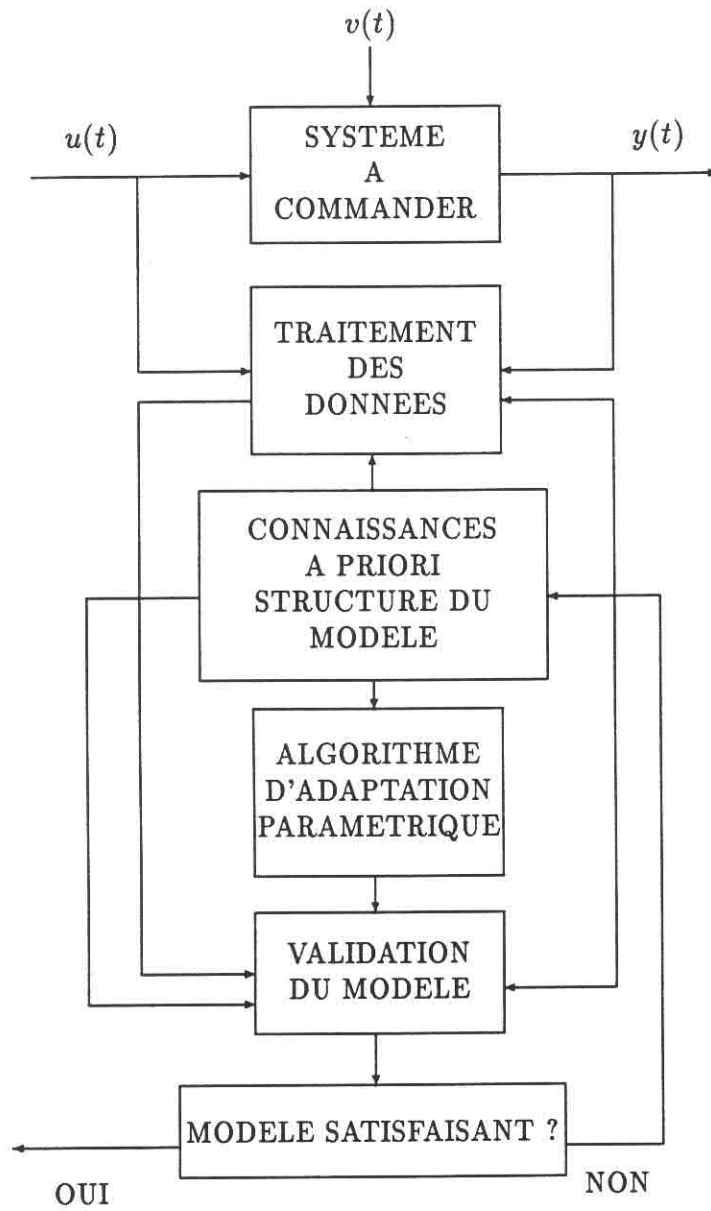 v(t)
u(t)
SYSTEME
A
COMMANDER
y(t)
TRAITEMENT
DES
DONNEES
CONNAISSANCES
A PRIORI
STRUCTURE DU
MODELE
ALGORITHME
D'ADAPTATION
PARAMETRIQUE
VALIDATION
DU MODELE
MODELE SATISFAISANT ?
OUI
NON